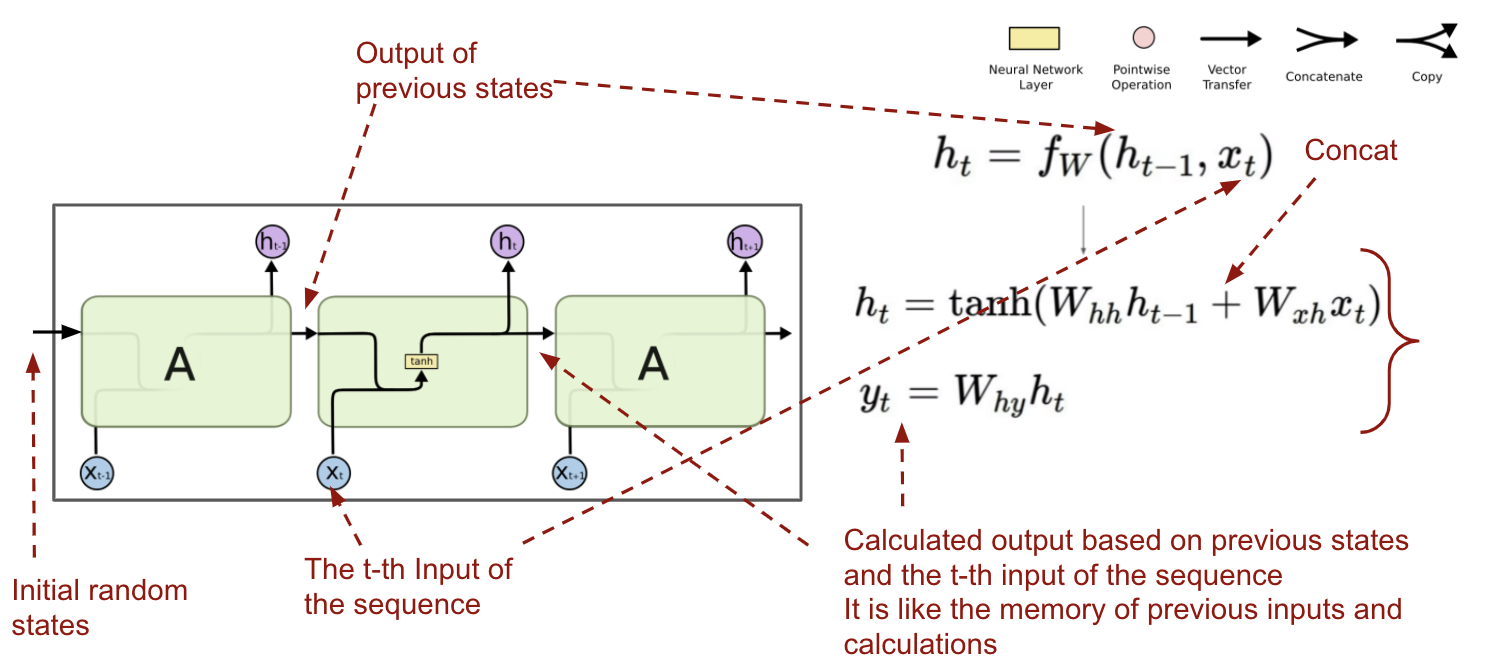 Output of
previous states
Neural Network
Layer
Pointwise
Operation
Vector
Transfer
Concatenate
Copy
h_t = f_W(h_{t-1}, x_t)
Concat
h_t = tanh(W_{hh}h_{t-1} + W_{xh}x_t)
y_t = W_{hy}h_t
h_{t-1}
h_t
h_{t+1}
A
tanh
A
x_{t-1}
x_t
x_{t+1}
Initial random
states
The t-th Input of
the sequence
Calculated output based on previous states
and the t-th input of the sequence
It is like the memory of previous inputs and
calculations